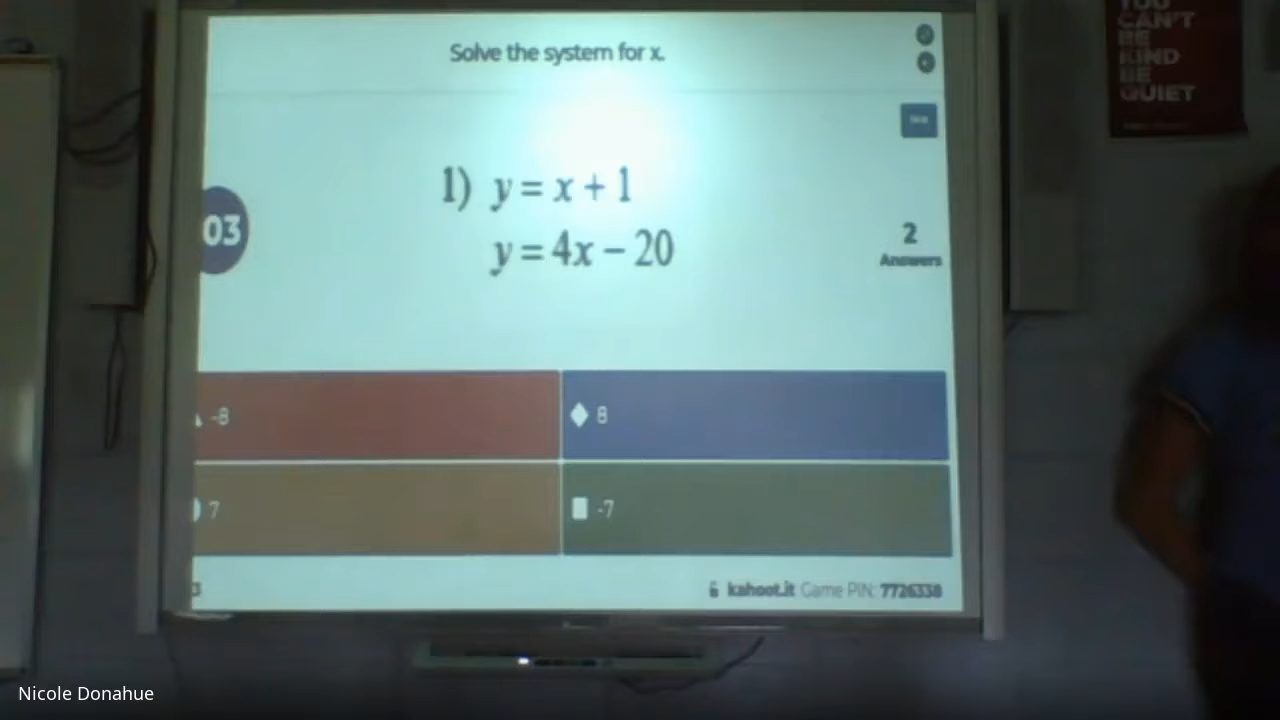 YOU
CAN'T
BE
KIND
BE
QUIET
Solve the system for x.
1) y = x + 1
y = 4x – 20
03
2
Answers
-8
8
7
-7
kahoot.it Game PIN: 7726338
Nicole Donahue